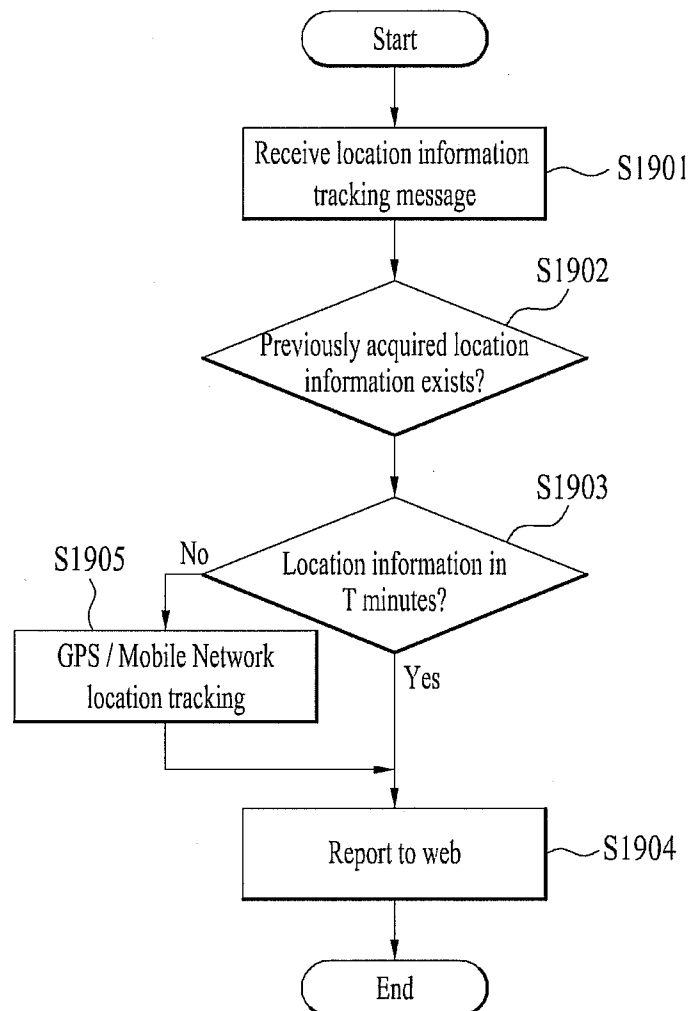 Start
Receive location information
tracking message
S1901
S1902
Previously acquired location
information exists?
S1903
Location information in
T minutes?
No
S1905
GPS / Mobile Network
location tracking
Yes
Report to web
S1904
End